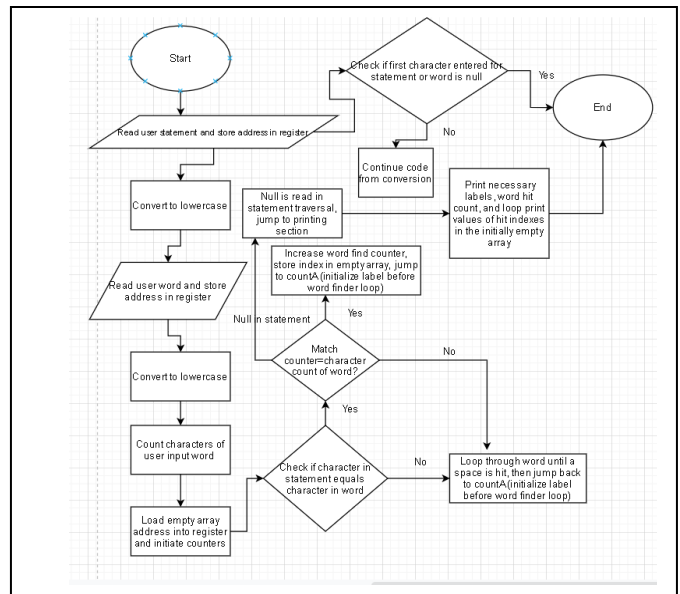 Start
Check if first character entered for
statement or word is null
Yes
End
No
Read user statement and store address in register
Continue code
from conversion
Convert to lowercase
Null is read in
statement traversal,
jump to printing
section
Print necessary
labels, word hit
count, and loop print
values of hit indexes
in the initially empty
array
Read user word and store
address in register
Increase word find counter,
store index in empty array, jump
to countA(initialize label before
word finder loop)
Null in statement
Yes
Convert to lowercase
Match
counter=character
count of word?
No
Yes
Count characters of
user input word
Check if character in
statement equals
character in word
No
Loop through word until a
space is hit, then jump back
to countA(initialize label
before word finder loop)
Load empty array
address into register
and initiate counters